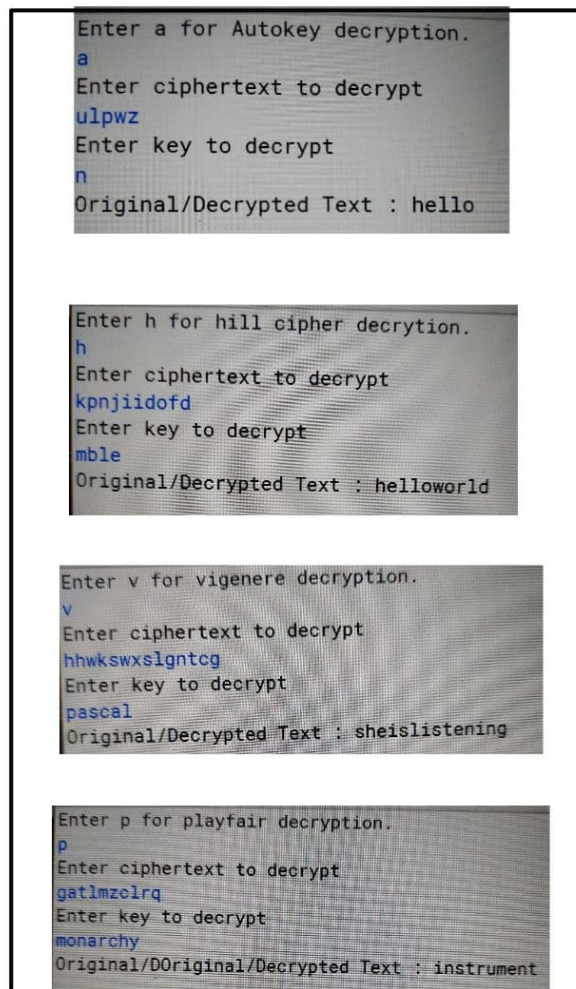 Enter a for Autokey decryption.
a
Enter ciphertext to decrypt
ulpwz
Enter key to decrypt
n
Original/Decrypted Text : hello
Enter h for hill cipher decrytion.
h
Enter ciphertext to decrypt
kpnjiidofd
Enter key to decrypt
mble
Original/Decrypted Text : helloworld
Enter v for vigenere decryption.
v
Enter ciphertext to decrypt
hhwkswxslgntcg
Enter key to decrypt
pascal
Original/Decrypted Text : sheislistening
Enter p for playfair decryption.
p
Enter ciphertext to decrypt
gatlmzclrq
Enter key to decrypt
monarchy
Original/DOriginal/Decrypted Text : instrument